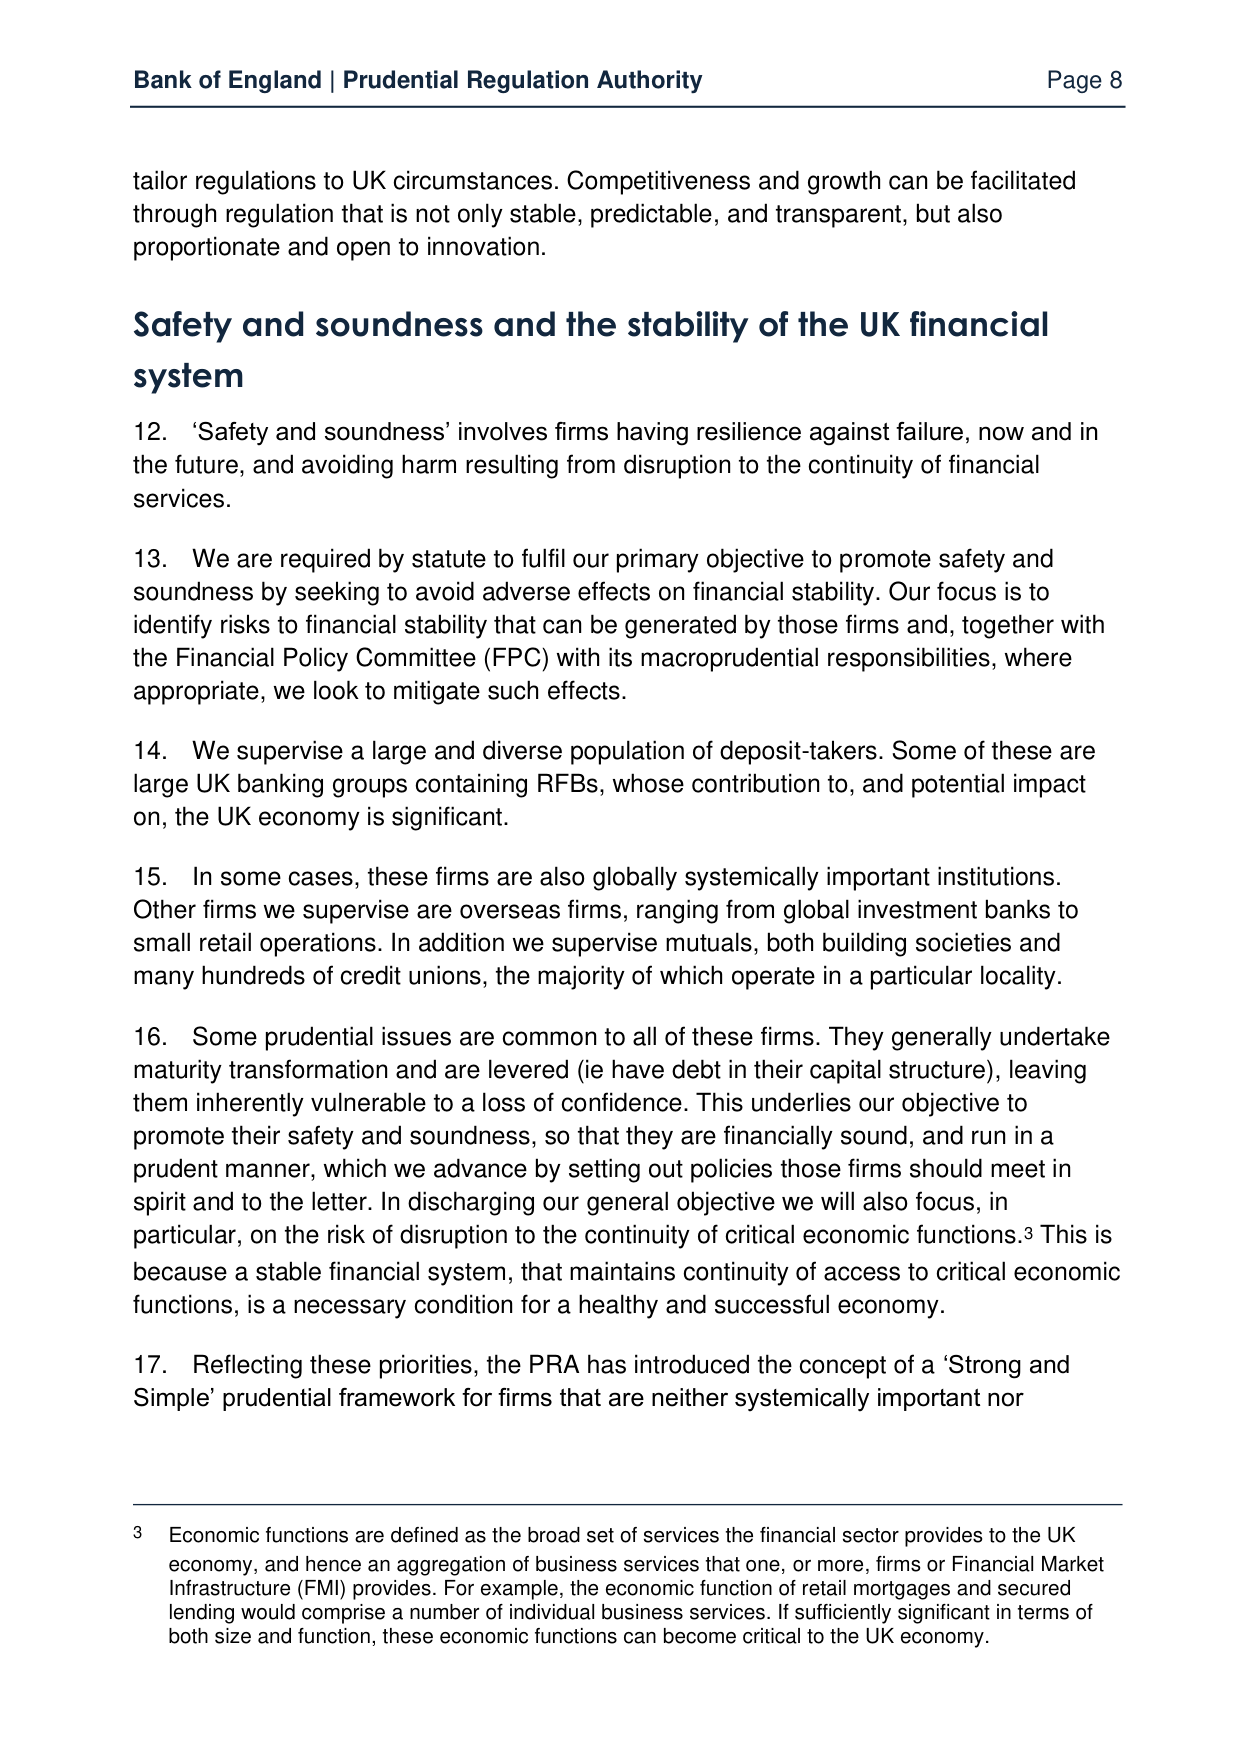 Bank of England | Prudential Regulation Authority Page 8
tailor regulations to UK circumstances. Competitiveness and growth can be facilitated
through regulation that is not only stable, predictable, and transparent, but also
proportionate and open to innovation.
Safety and soundness and the stability of the UK financial
system
12. ‘Safety and soundness’ involves firms having resilience against failure, now and in
the future, and avoiding harm resulting from disruption to the continuity of financial
services.
13. We are required by statute to fulfil our primary objective to promote safety and
soundness by seeking to avoid adverse effects on financial stability. Our focus is to
identify risks to financial stability that can be generated by those firms and, together with
the Financial Policy Committee (FPC) with its macroprudential responsibilities, where
appropriate, we look to mitigate such effects.
14. We supervise a large and diverse population of deposit-takers. Some of these are
large UK banking groups containing RFBs, whose contribution to, and potential impact
on, the UK economy is significant.
15. In some cases, these firms are also globally systemically important institutions.
Other firms we supervise are overseas firms, ranging from global investment banks to
small retail operations. In addition we supervise mutuals, both building societies and
many hundreds of credit unions, the majority of which operate in a particular locality.
16. Some prudential issues are common to all of these firms. They generally undertake
maturity transformation and are levered (ie have debt in their capital structure), leaving
them inherently vulnerable to a loss of confidence. This underlies our objective to
promote their safety and soundness, so that they are financially sound, and run in a
prudent manner, which we advance by setting out policies those firms should meet in
spirit and to the letter. In discharging our general objective we will also focus, in
particular, on the risk of disruption to the continuity of critical economic functions.3 This is
because a stable financial system, that maintains continuity of access to critical economic
functions, is a necessary condition for a healthy and successful economy.
17. Reflecting these priorities, the PRA has introduced the concept of a ‘Strong and
Simple’ prudential framework for firms that are neither systemically important nor
3 Economic functions are defined as the broad set of services the financial sector provides to the UK
economy, and hence an aggregation of business services that one, or more, firms or Financial Market
Infrastructure (FMI) provides. For example, the economic function of retail mortgages and secured
lending would comprise a number of individual business services. If sufficiently significant in terms of
both size and function, these economic functions can become critical to the UK economy.